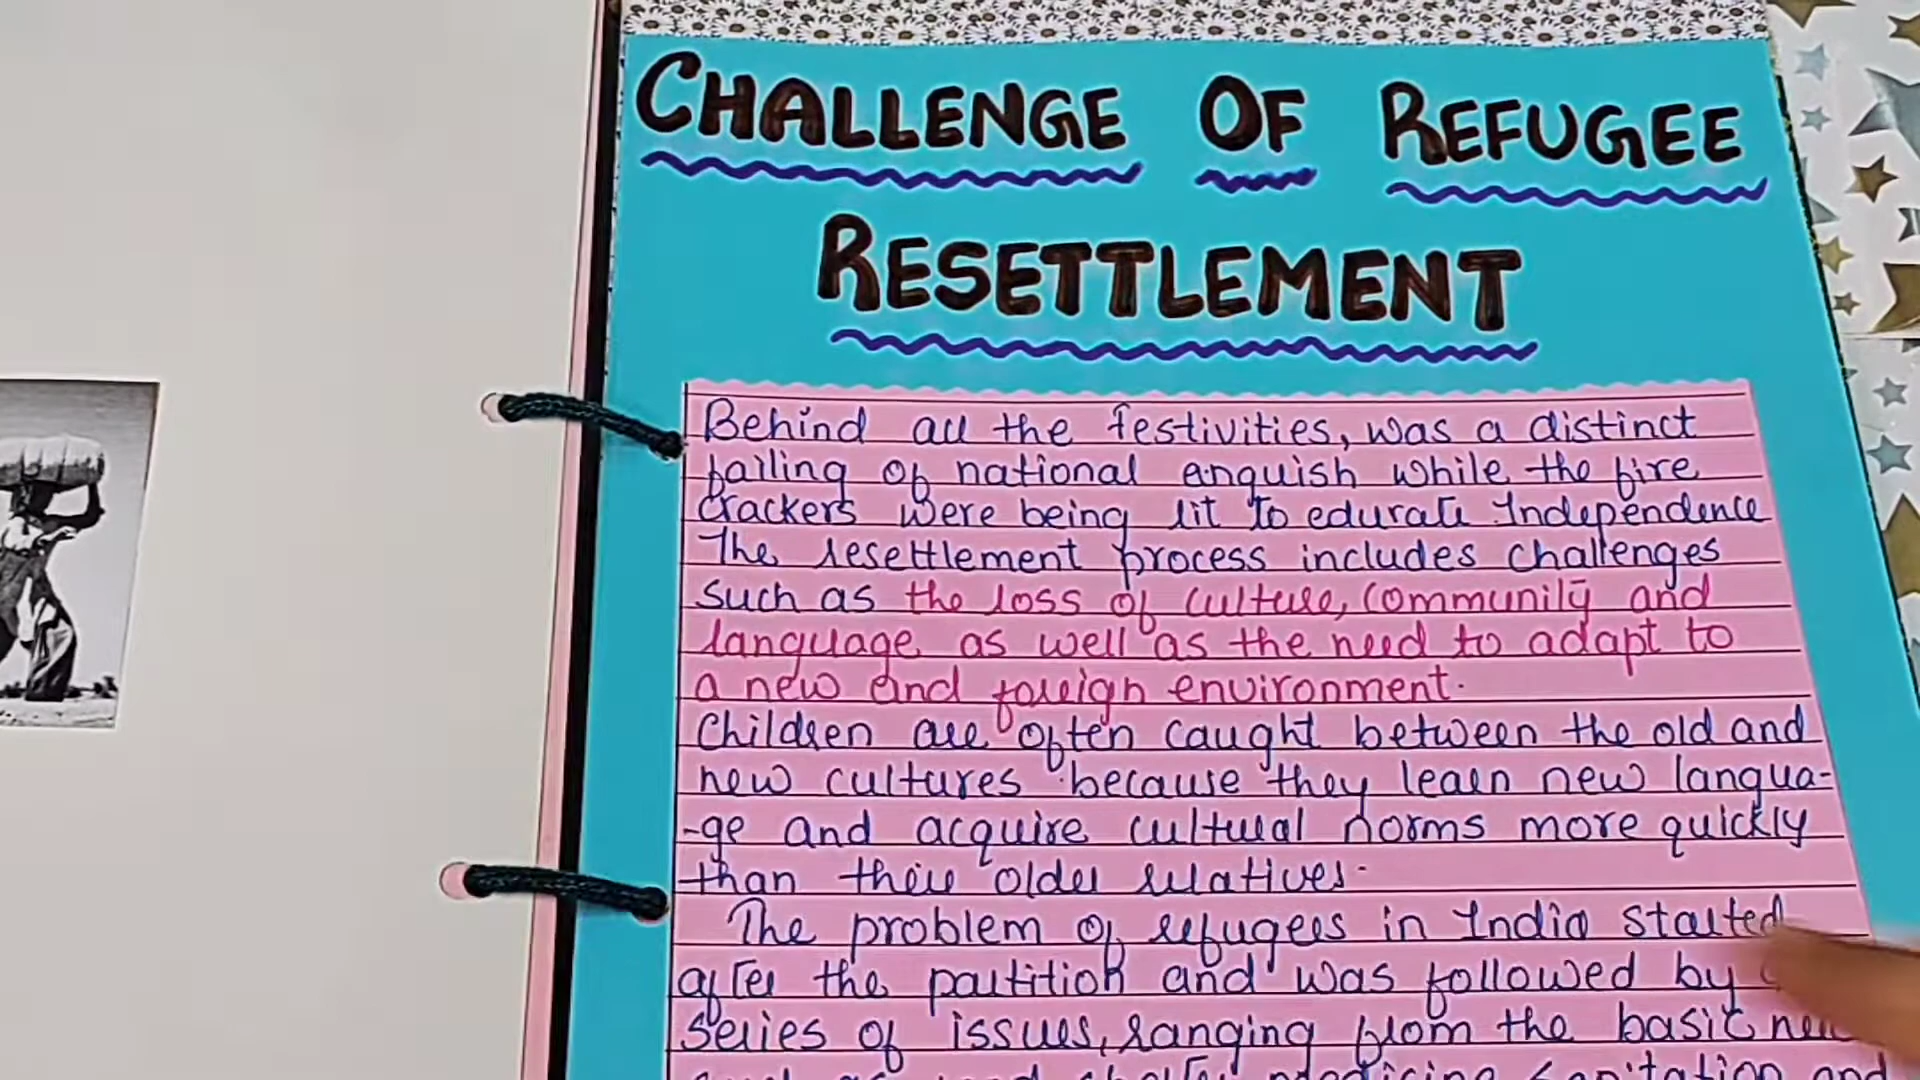 CHALLENGE OF REFUGEE
RESETTLEMENT
Behind all the festivities, was a distinct
failing of national anguish while the fire
crackers were being lit to edurate Independence
The resettlement process includes challenges
such as the loss of culture, community and
language as well as the need to adapt to
a new and foreign environment.
Children are often caught between the old and
new cultures because they learn new langua-
-ge and acquire cultural norms more quickly
than their older relatives.
The problem of refugees in India started
after the partition and was followed by
series of issues, ranging from the basic